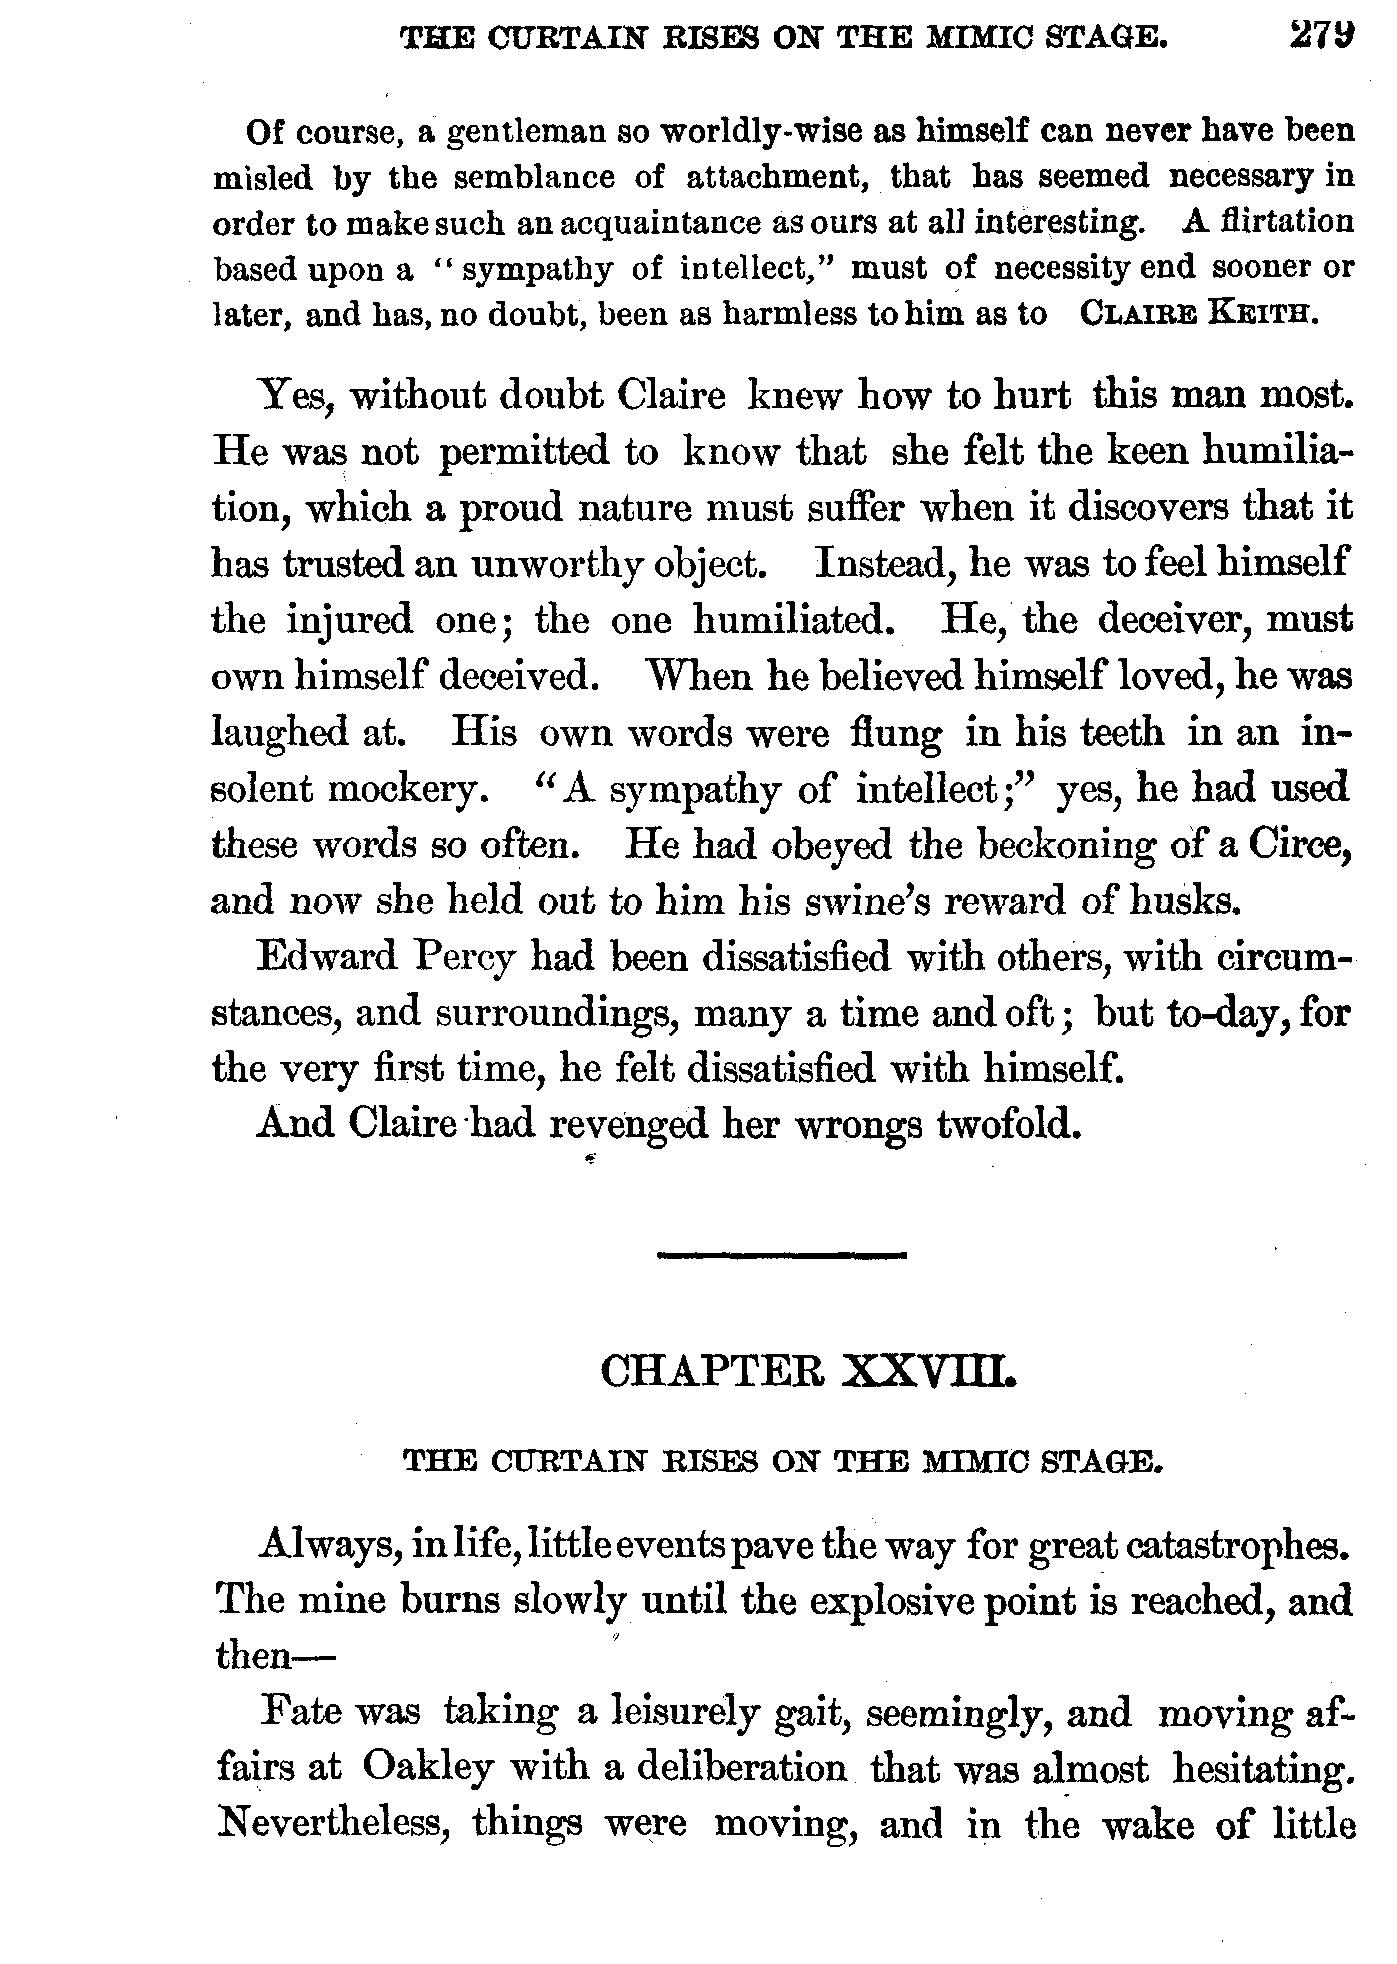 THE CURTAIN RISES ON THE MIMIC STAGE. 279
Of course, a gentleman so worldly-wise as himself can never have been
misled by the semblance of attachment, that has seemed necessary in
order to make such an acquaintance as ours at all interesting. A flirtation
based upon a “ sympathy of intellect,” must of necessity end sooner or
later, and has, no doubt, been as harmless to him as to CLAIRE KEITH.
Yes, without doubt Claire knew how to hurt this man most.
He was not permitted to know that she felt the keen humilia-
tion, which a proud nature must suffer when it discovers that it
has trusted an unworthy object. Instead, he was to feel himself
the injured one; the one humiliated. He, the deceiver, must
own himself deceived. When he believed himself loved, he was
laughed at. His own words were flung in his teeth in an in-
solent mockery. “A sympathy of intellect;” yes, he had used
these words so often. He had obeyed the beckoning of a Circe,
and now she held out to him his swine’s reward of husks.
Edward Percy had been dissatisfied with others, with circum-
stances, and surroundings, many a time and oft; but to-day, for
the very first time, he felt dissatisfied with himself.
And Claire had revenged her wrongs twofold.
CHAPTER XXVIII.
THE CURTAIN RISES ON THE MIMIC STAGE.
Always, in life, little events pave the way for great catastrophes.
The mine burns slowly until the explosive point is reached, and
then—
Fate was taking a leisurely gait, seemingly, and moving af-
fairs at Oakley with a deliberation that was almost hesitating.
Nevertheless, things were moving, and in the wake of little